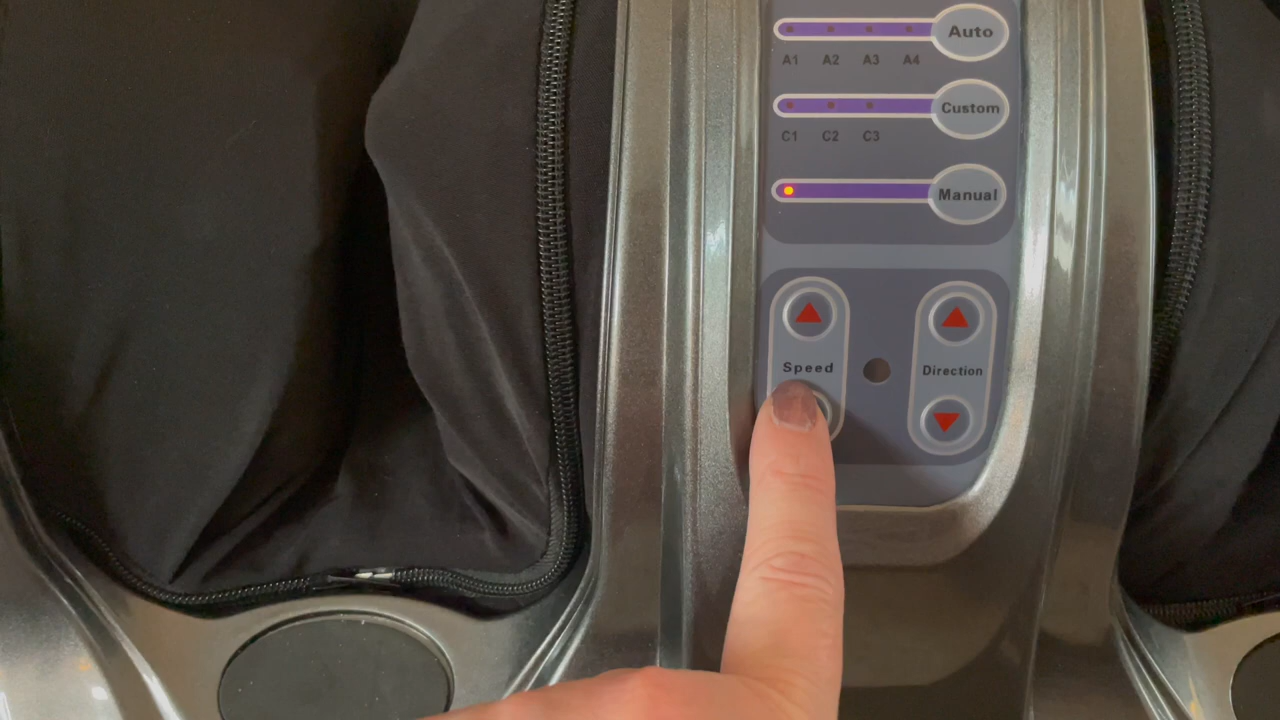 Auto
A1 A2 A3 A4
Custom
C1 C2 C3
Manual
Speed
Direction